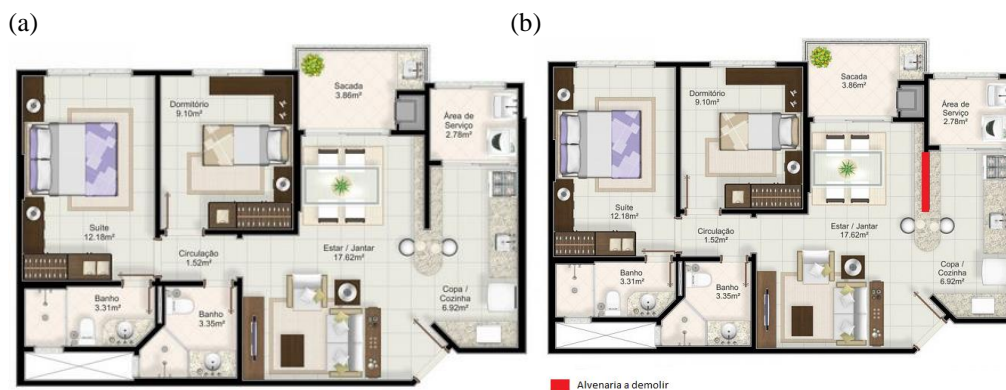 (a)
Sacada
3.86m²
Dormitório
9.10m²
Área de
Serviço
2.78m²
Suíte
12.18m²
Circulação
1.52m²
Estar / Jantar
17.62m²
Copa /
Cozinha
6.92m²
Banho
3.31m²
Banho
3.35m²
(b)
Sacada
3.86m²
Dormitório
9.10m²
Área de
Serviço
2.78m²
Suíte
12.18m²
Circulação
1.52m²
Estar / Jantar
17.62m²
Copa /
Cozinha
6.92m²
Banho
3.31m²
Banho
3.35m²
Alvenaria a demolir